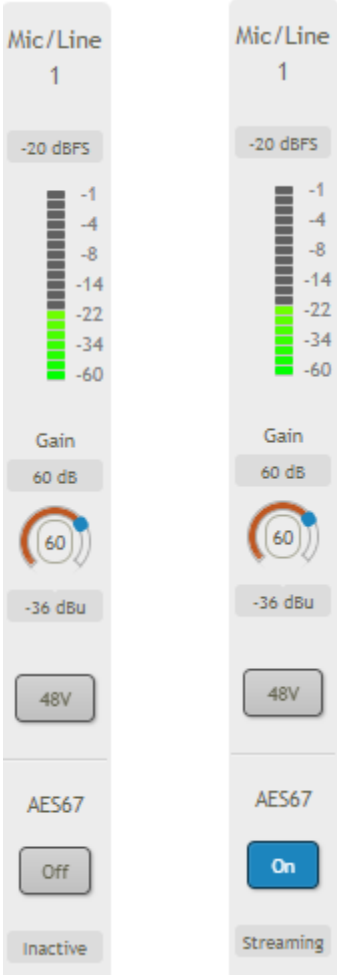 Mic/Line
1
-20 dBFS
-1
-4
-8
-14
-22
-34
-60
Gain
60 dB
60
-36 dBu
48V
AES67
Off
Inactive
Mic/Line
1
-20 dBFS
-1
-4
-8
-14
-22
-34
-60
Gain
60 dB
60
-36 dBu
48V
AES67
On
Streaming